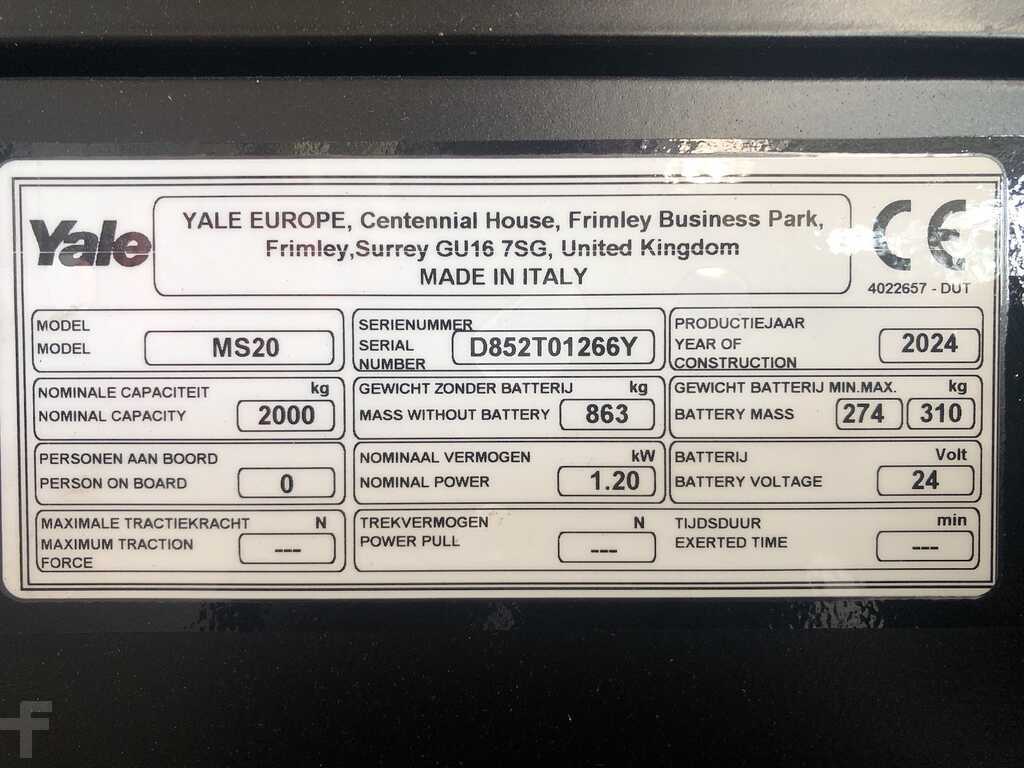 Yale
YALE EUROPE, Centennial House, Frimley Business Park,
Frimley,Surrey GU16 7SG, United Kingdom
MADE IN ITALY
CE
4022657 - DUT
MODEL
MODEL
MS20
SERIENUMMER
SERIAL
NUMBER
D852T01266Y
PRODUCTIEJAAR
YEAR OF
CONSTRUCTION
2024
NOMINALE CAPACITEIT kg
NOMINAL CAPACITY 2000
GEWICHT ZONDER BATTERIJ kg
MASS WITHOUT BATTERY 863
GEWICHT BATTERIJ MIN.MAX. kg
BATTERY MASS 274 310
PERSONEN AAN BOORD
PERSON ON BOARD 0
NOMINAAL VERMOGEN kW
NOMINAL POWER 1.20
BATTERIJ Volt
BATTERY VOLTAGE 24
MAXIMALE TRACTIEKRACHT N
MAXIMUM TRACTION
FORCE
---
TREKVERMOGEN N
POWER PULL ---
TIJDSDUUR min
EXERTED TIME ---